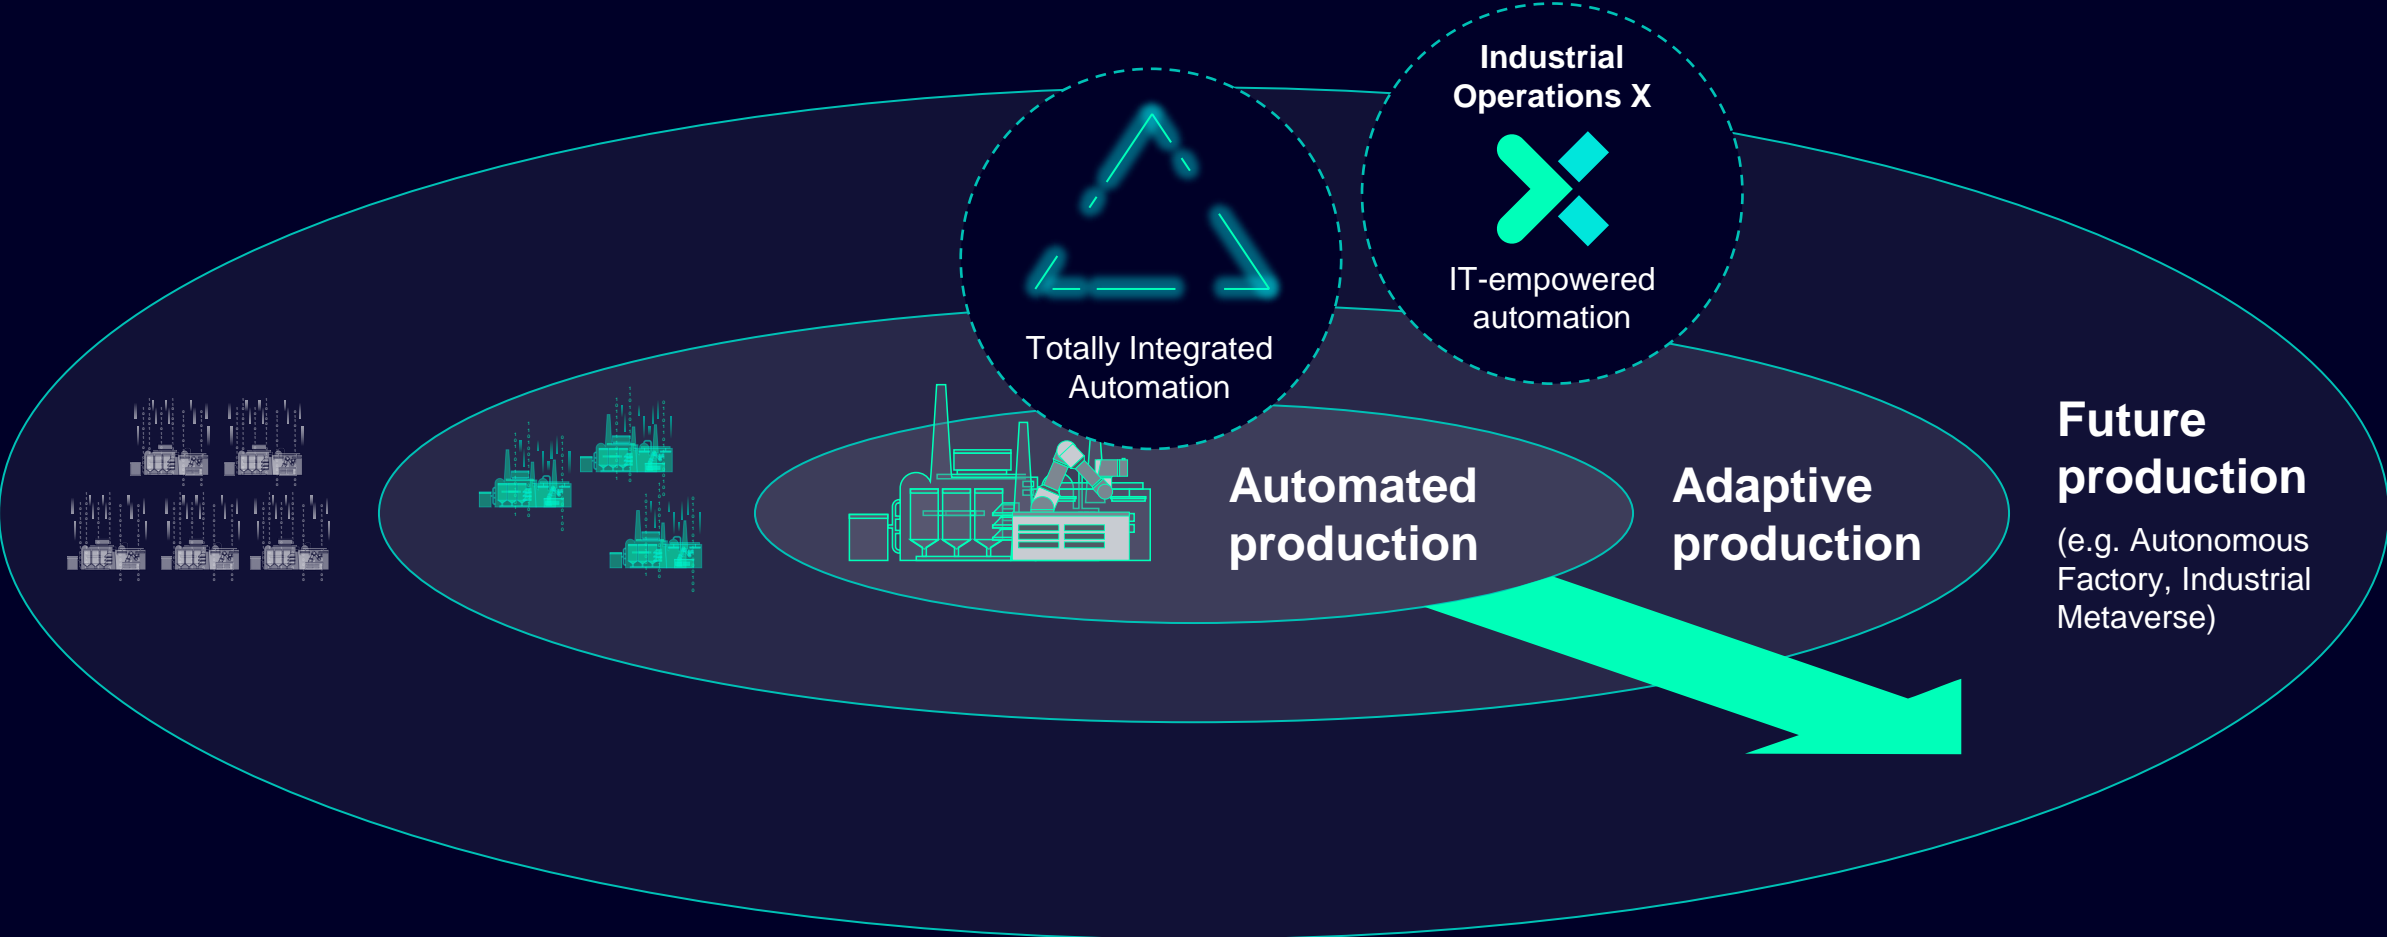 Industrial
Operations X
IT-empowered
automation
Totally Integrated
Automation
Automated
production
Adaptive
production
Future
production
(e.g. Autonomous
Factory, Industrial
Metaverse)